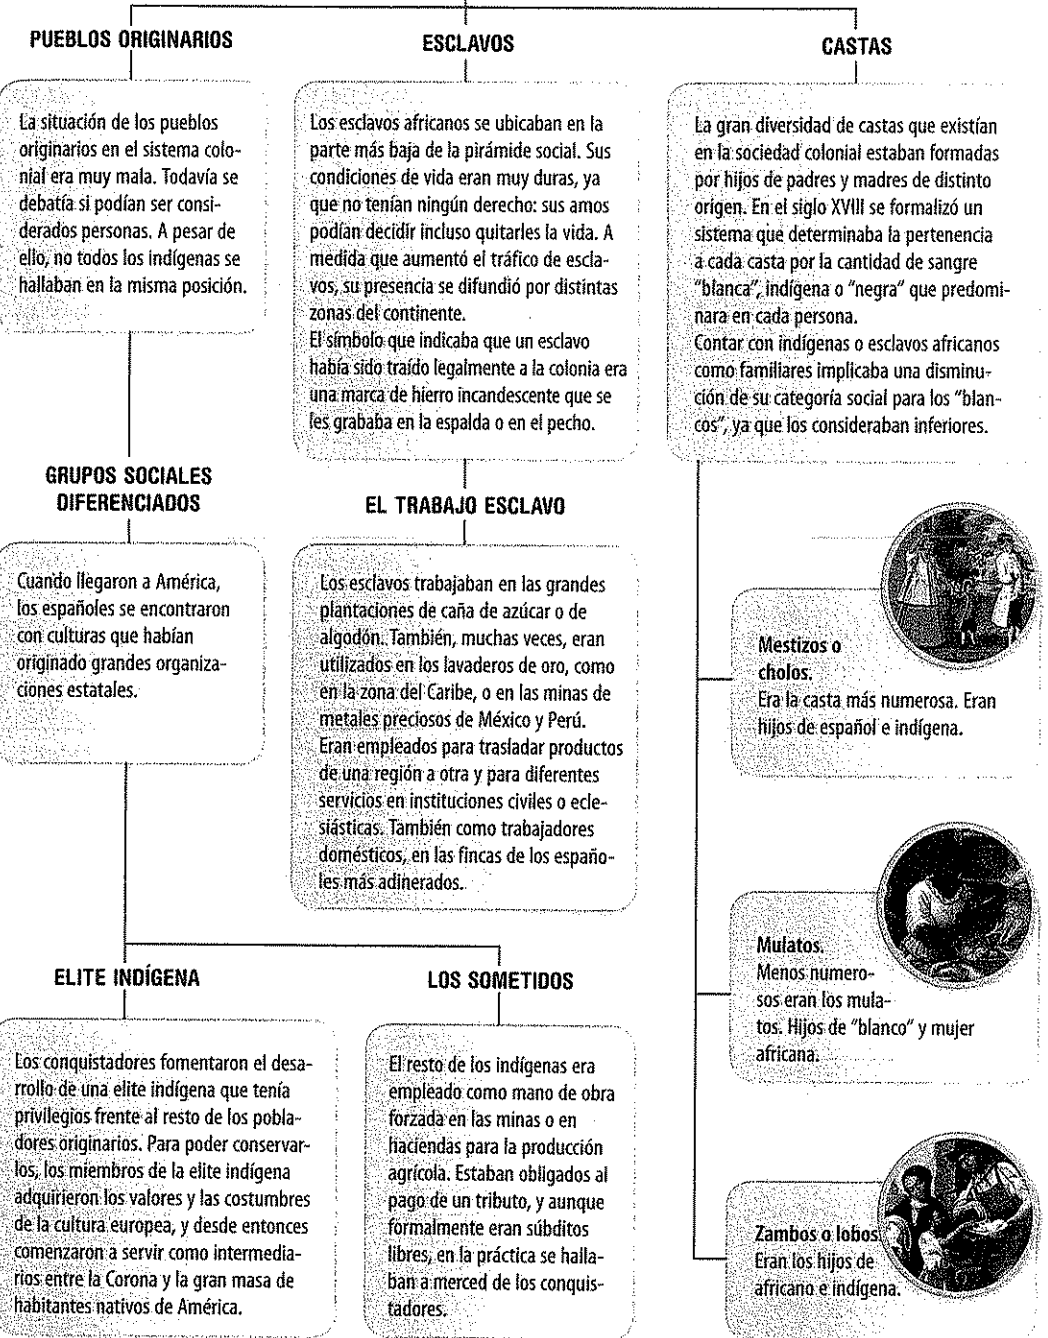 PUEBLOS ORIGINARIOS
La situación de los pueblos
originarios en el sistema colo-
nial era muy mala. Todavía se
debatía si podían ser consi-
derados personas. A pesar de
ello, no todos los indígenas se
hallaban en la misma posición.
GRUPOS SOCIALES
DIFERENCIADOS
Cuando llegaron a América,
los españoles se encontraron
con culturas que habían
originado grandes organiza-
ciones estatales.
ELITE INDÍGENA
Los conquistadores fomentaron el desa-
rrollo de una elite indígena que tenía
privilegios frente al resto de los pobla-
dores originarios. Para poder conservar-
los, los miembros de la elite indígena
adquirieron los valores y las costumbres
de la cultura europea, y desde entonces
comenzaron a servir como intermedia-
rios entre la Corona y la gran masa de
habitantes nativos de América.
LOS SOMETIDOS
El resto de los indígenas era
empleado como mano de obra
forzada en las minas o en
haciendas para la producción
agrícola. Estaban obligados al
pago de un tributo, y aunque
formalmente eran súbditos
libres, en la práctica se halla-
ban a merced de los conquis-
tadores.
ESCLAVOS
Los esclavos africanos se ubicaban en la
parte más baja de la pirámide social. Sus
condiciones de vida eran muy duras, ya
que no tenían ningún derecho: sus amos
podían decidir incluso quitarles la vida. A
medida que aumentó el tráfico de escla-
vos, su presencia se difundió por distintas
zonas del continente.
El símbolo que indicaba que un esclavo
había sido traído legalmente a la colonia era
una marca de hierro incandescente que se
les grababa en la espalda o en el pecho.
EL TRABAJO ESCLAVO
Los esclavos trabajaban en las grandes
plantaciones de caña de azúcar o de
algodón. También, muchas veces, eran
utilizados en los lavaderos de oro, como
en la zona del Caribe, o en las minas de
metales preciosos de México y Perú.
Eran empleados para trasladar productos
de una región a otra y para diferentes
servicios en instituciones civiles o ecle-
siásticas. También como trabajadores
domésticos, en las fincas de los españo-
les más adinerados.
CASTAS
La gran diversidad de castas que existían
en la sociedad colonial estaban formadas
por hijos de padres y madres de distinto
origen. En el siglo XVIII se formalizó un
sistema que determinaba la pertenencia
a cada casta por la cantidad de sangre
"blanca", indígena o "negra" que predomi-
nara en cada persona.
Contar con indígenas o esclavos africanos
como familiares implicaba una disminu-
ción de su categoría social para los "blan-
cos", ya que los consideraban inferiores.
Mestizos o
cholos.
Era la casta más numerosa. Eran
hijos de español e indígena.
Mulatos.
Menos numero-
sos eran los mula-
tos. Hijos de "blanco" y mujer
africana.
Zambos o lobos.
Eran los hijos de
africano e indígena.